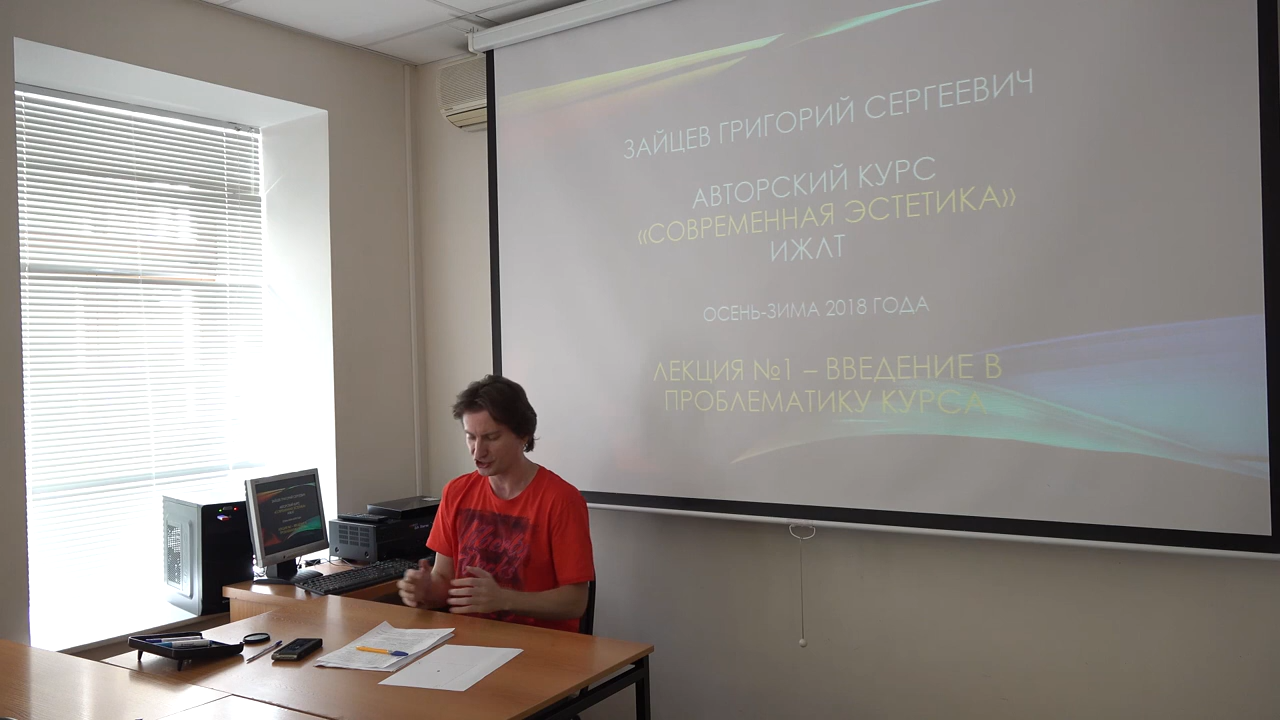 ЗАЙЦЕВ ГРИГОРИЙ СЕРГЕЕВИЧ
АВТОРСКИЙ КУРС
«СОВРЕМЕННАЯ ЭСТЕТИКА»
ИЖЛТ
ОСЕНЬ-ЗИМА 2018 ГОДА
ЛЕКЦИЯ №1 – ВВЕДЕНИЕ В
ПРОБЛЕМАТИКУ КУРСА